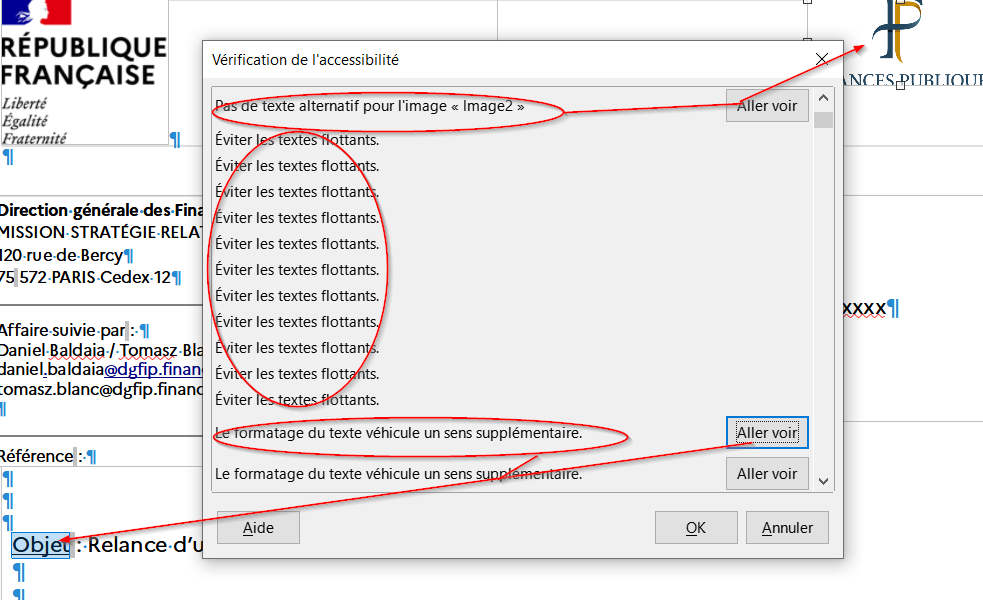 RÉPUBLIQUE
FRANÇAISE
Liberté
Égalité
Fraternité
¶
¶
ANCES PUBLIQUE
Direction·générale·des·Fina
MISSION·STRATÉGIE·RELAT
120·rue·de·Bercy¶
75 572·PARIS·Cedex·12¶
Affaire·suivie·par :·¶
Daniel·Baldaia·/·Tomasz·Bla
daniel.baldaia@dgfip.financ
tomasz.blanc@dgfip.financ
¶
Référence :·¶
¶
¶
¶
Objet :·Relance·d'u
¶
¶
xxxx¶
Vérification de l'accessibilité
Pas de texte alternatif pour l'image « Image2 »
Aller voir
Éviter les textes flottants.
Éviter les textes flottants.
Éviter les textes flottants.
Éviter les textes flottants.
Éviter les textes flottants.
Éviter les textes flottants.
Éviter les textes flottants.
Éviter les textes flottants.
Éviter les textes flottants.
Éviter les textes flottants.
Éviter les textes flottants.
Le formatage du texte véhicule un sens supplémentaire.
Aller voir
Le formatage du texte véhicule un sens supplémentaire.
Aller voir
Aide
OK
Annuler